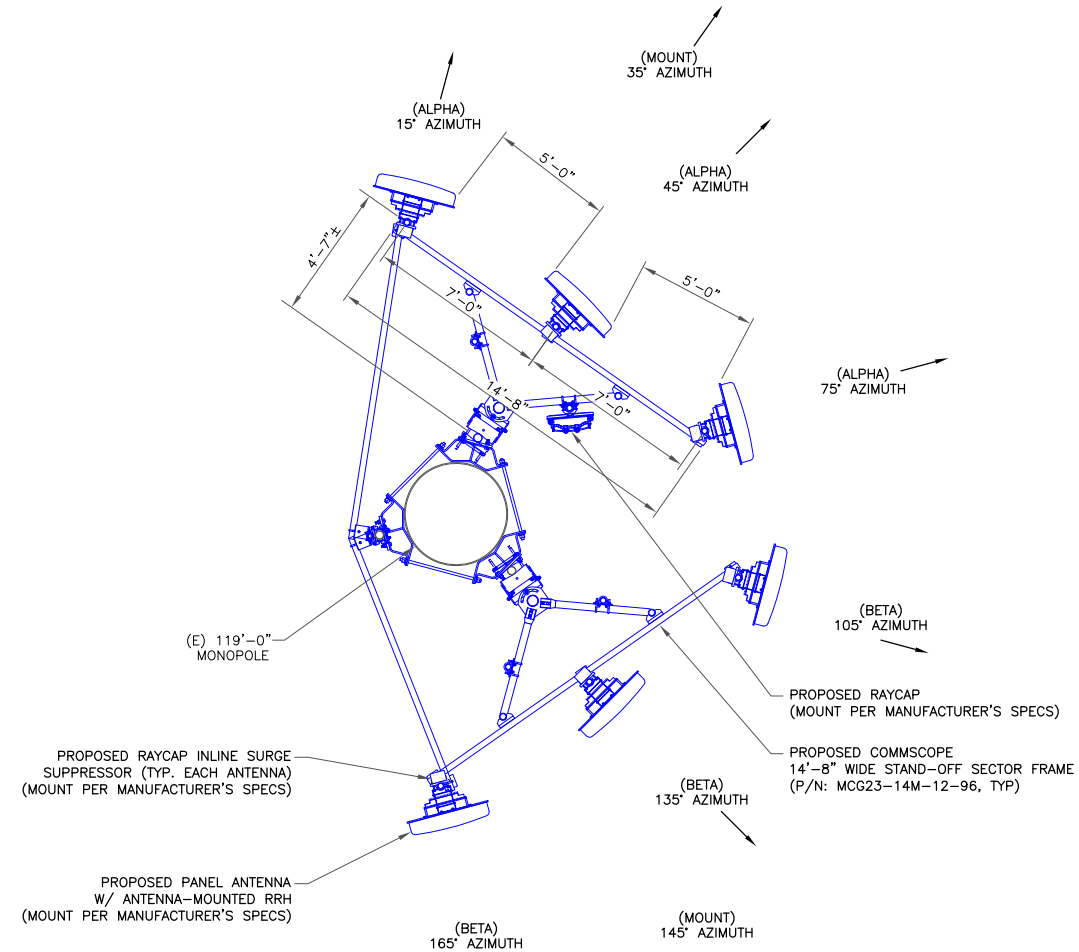 (MOUNT)
35° AZIMUTH
(ALPHA)
15° AZIMUTH
5'-0"
(ALPHA)
45° AZIMUTH
4'-7"±
5'-0"
7'-0"
(ALPHA)
75° AZIMUTH
14'-8"
7'-0"
(BETA)
105° AZIMUTH
(E) 119'-0"
MONOPOLE
PROPOSED RAYCAP
(MOUNT PER MANUFACTURER'S SPECS)
PROPOSED RAYCAP INLINE SURGE
SUPPRESSOR (TYP. EACH ANTENNA)
(MOUNT PER MANUFACTURER'S SPECS)
PROPOSED COMMSCOPE
14'-8" WIDE STAND-OFF SECTOR FRAME
(P/N: MCG23-14M-12-96, TYP)
(BETA)
135° AZIMUTH
PROPOSED PANEL ANTENNA
W/ ANTENNA-MOUNTED RRH
(MOUNT PER MANUFACTURER'S SPECS)
(BETA)
165° AZIMUTH
(MOUNT)
145° AZIMUTH